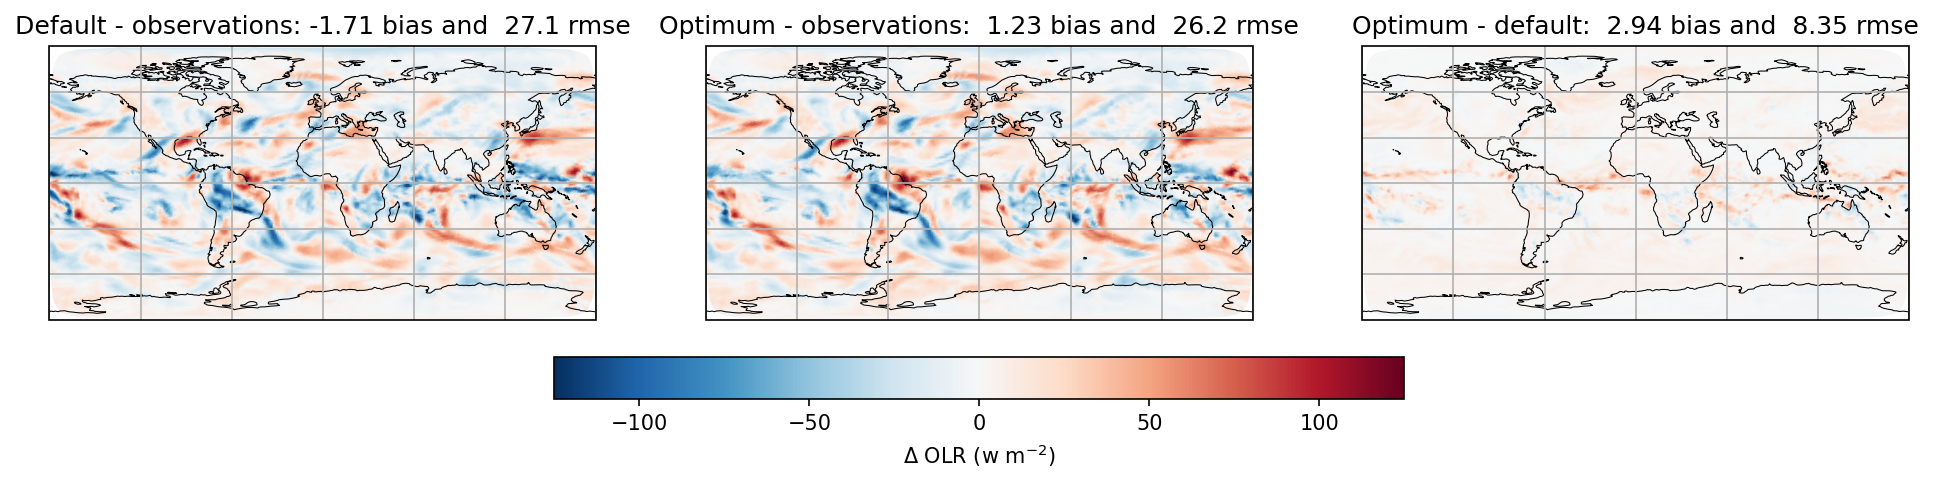 Default - observations: -1.71 bias and  27.1 rmse
Optimum - observations:  1.23 bias and  26.2 rmse
Optimum - default:  2.94 bias and  8.35 rmse
−100
−50
0
50
100
Δ OLR (w m⁻²)